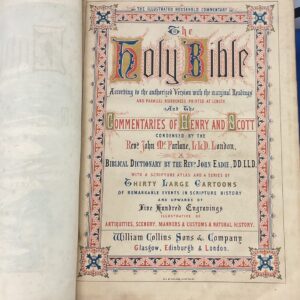 THE ILLUSTRATED HOUSEHOLD COMMENTARY
The
Holy Bible
According to the authorized Version with the marginal Readings
AND PARALLEL REFERENCES PRINTED AT LENGTH
And The
COMMENTARIES OF HENRY AND SCOTT
CONDENSED BY THE
REVd JOHN Mc FARLANE, L.L.D. LONDON,
A
BIBLICAL DICTIONARY BY THE REVd JOHN EADIE, DD LLD.
WITH A SCRIPTURE ATLAS AND A SERIES OF
THIRTY LARGE CARTOONS
OF REMARKABLE EVENTS IN SCRIPTURE HISTORY
AND UPWARDS OF
Five Hundred Engravings
ILLUSTRATIVE OF
ANTIQUITIES, SCENERY, MANNERS & CUSTOMS & NATURAL HISTORY.
William Collins Sons & Company
Glasgow, Edinburgh & London.